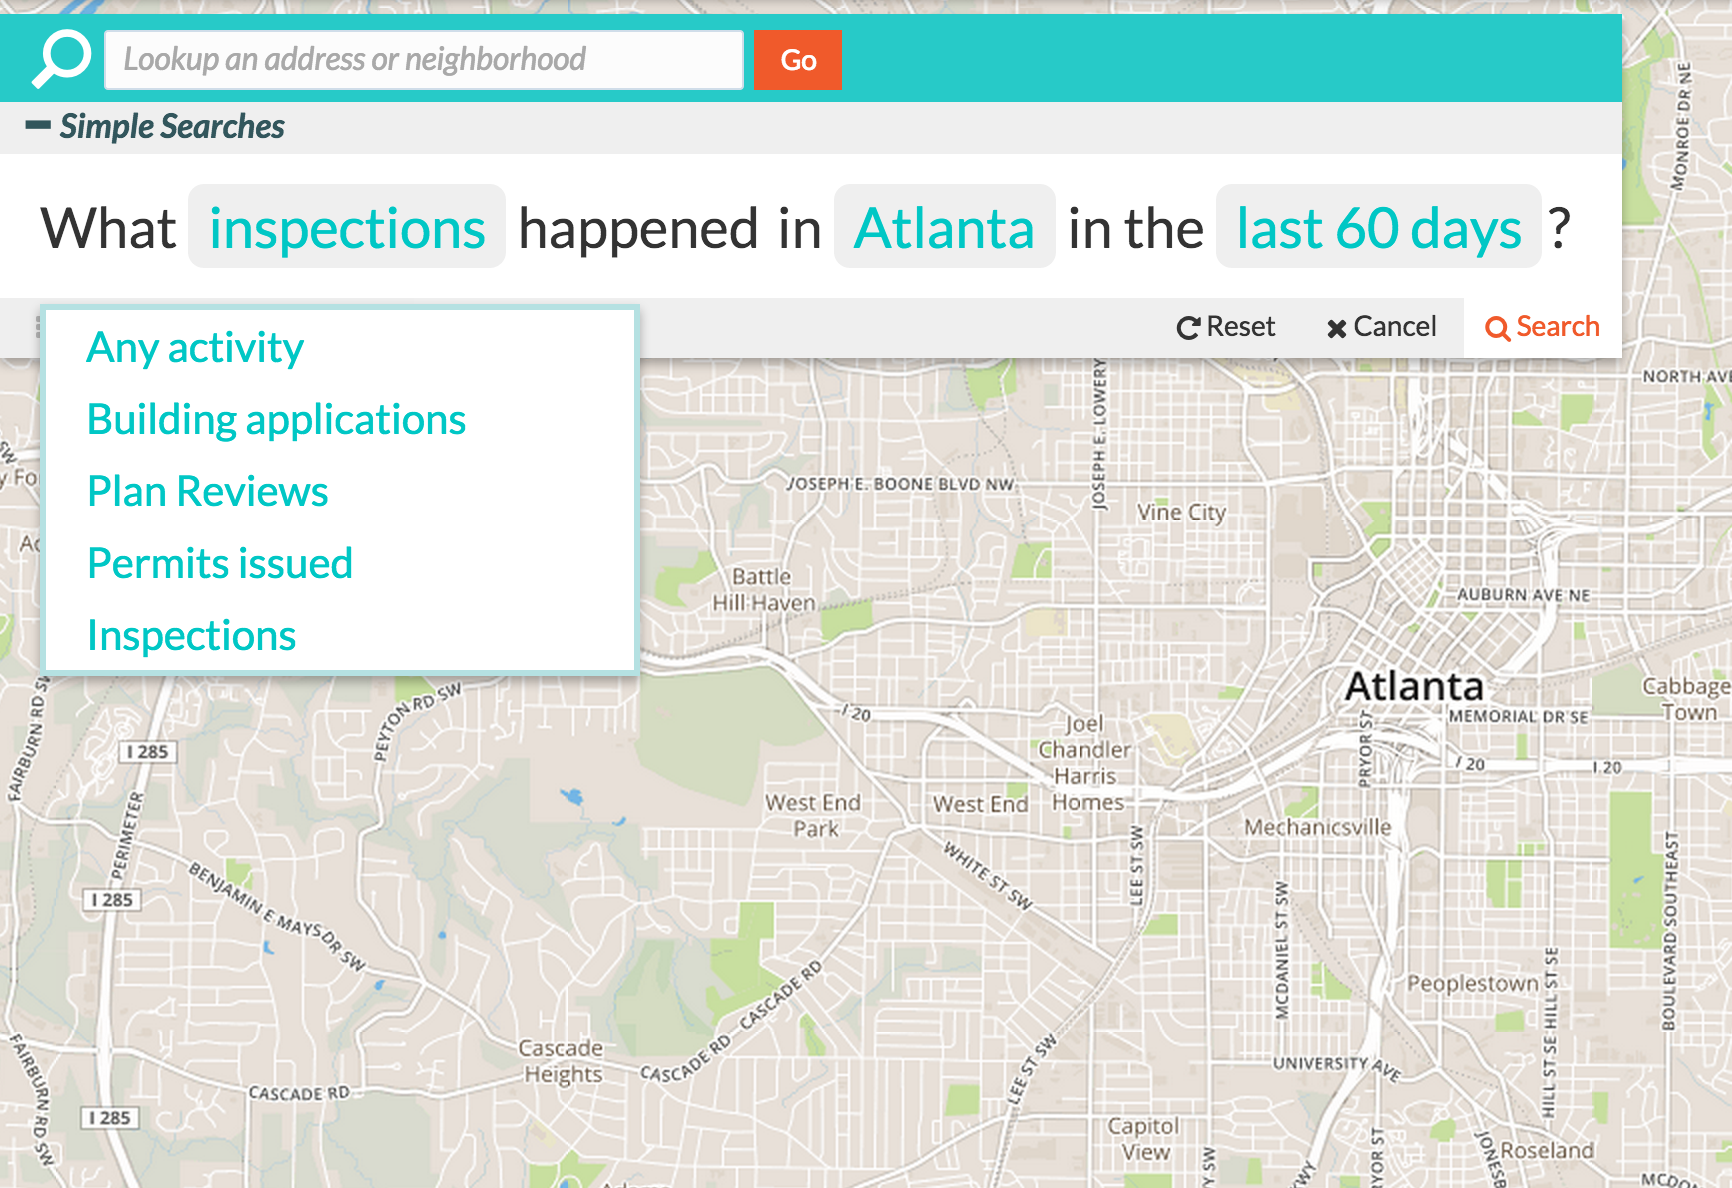 Lookup an address or neighborhood
Go
Simple Searches
What inspections happened in Atlanta in the last 60 days ?
Reset
Cancel
Search
Any activity
Building applications
Plan Reviews
Permits issued
Inspections
MONROE DR NE
NORTH AVE
JOSEPH E. LOWERY
JOSEPH E. BOONE BLVD NW
Vine City
Battle
Hill Haven
AUBURN AVE NE
Atlanta
Cabbage
Town
MEMORIAL DR SE
PRYOR ST
I 20
I 20
I 20
Joel
Chandler
Harris
Homes
West End
Park
West End
Mechanicsville
FAIRBURN RD SW
PEYTON RD SW
I 285
PERIMETER
I 285
BENJAMIN E MAYS DR SW
WHITE ST SW
LEE ST SW
MCDANIEL ST SW
BOULEVARD SOUTHEAST
Peoplestown
HILL ST SE HILL ST SE
CASCADE RD
CASCADE RD
Cascade
Heights
CASCADE RD
LEE ST SW
UNIVERSITY AVE
FAIRBURN RD SW
I 285
Capitol
View
Roseland